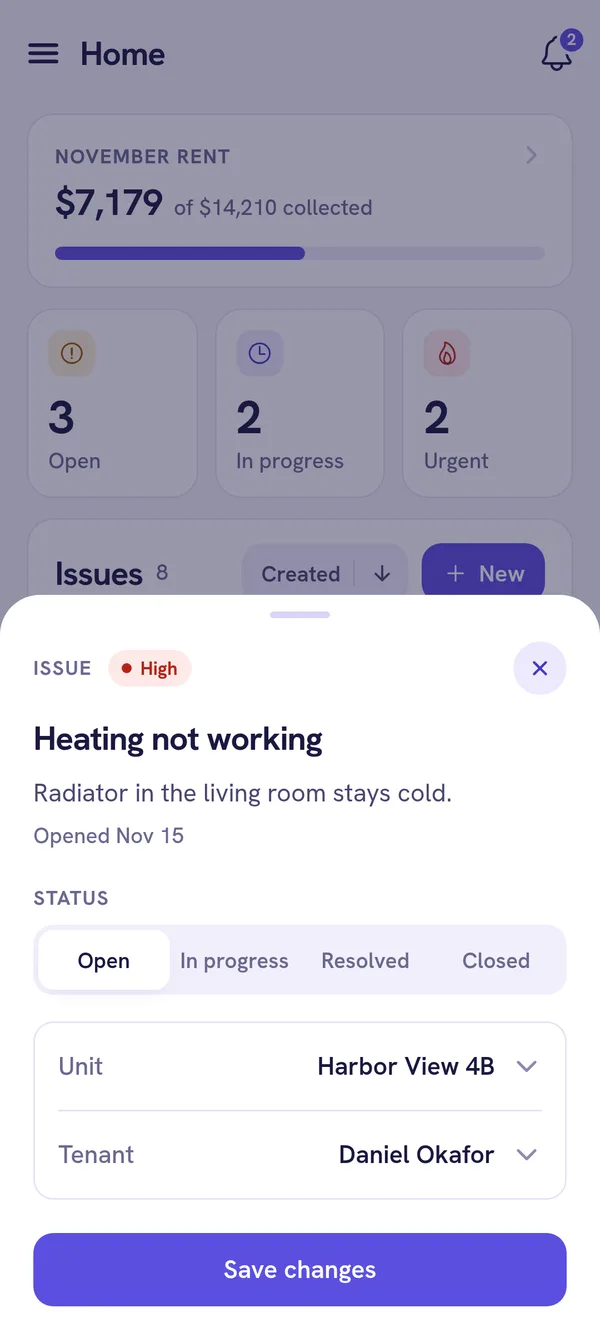 Home
2
NOVEMBER RENT
$7,179 of $14,210 collected
3
Open
2
In progress
2
Urgent
Issues 8
Created
New
ISSUE
High
Heating not working
Radiator in the living room stays cold.
Opened Nov 15
STATUS
Open
In progress
Resolved
Closed
Unit
Harbor View 4B
Tenant
Daniel Okafor
Save changes